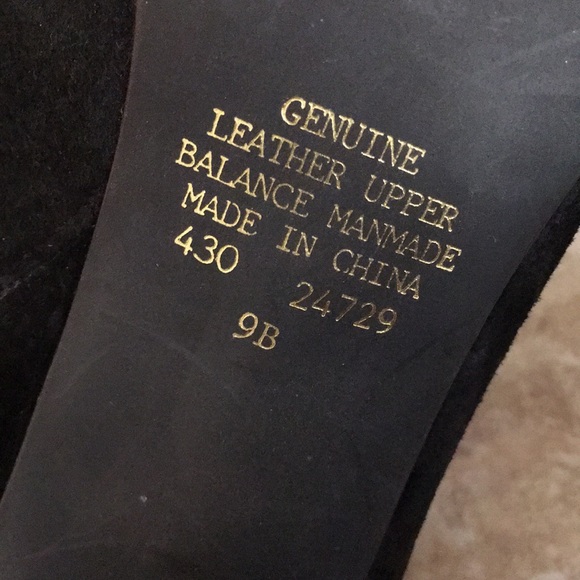 GENUINE
LEATHER UPPER
BALANCE MANMADE
MADE IN CHINA
430 24729
9B